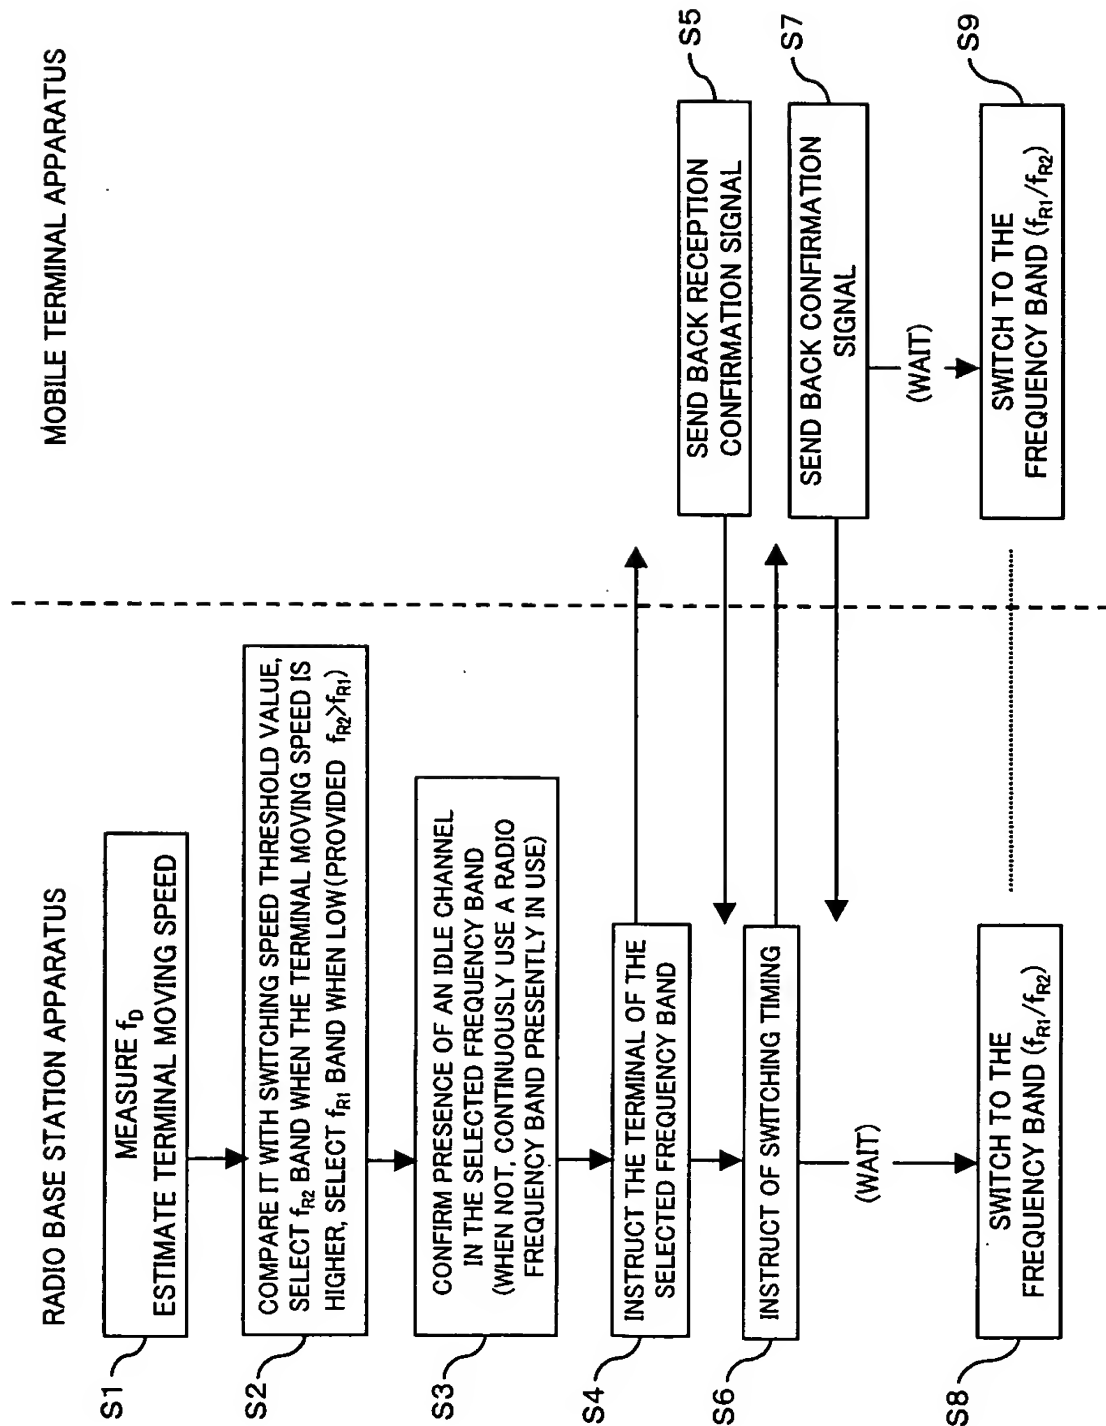 RADIO BASE STATION APPARATUS
MOBILE TERMINAL APPARATUS
S1
MEASURE fD
ESTIMATE TERMINAL MOVING SPEED
S2
COMPARE IT WITH SWITCHING SPEED THRESHOLD VALUE,
SELECT fR2 BAND WHEN THE TERMINAL MOVING SPEED IS
HIGHER, SELECT fR1 BAND WHEN LOW(PROVIDED fR2>fR1)
S3
CONFIRM PRESENCE OF AN IDLE CHANNEL
IN THE SELECTED FREQUENCY BAND
(WHEN NOT, CONTINUOUSLY USE A RADIO
FREQUENCY BAND PRESENTLY IN USE)
S4
INSTRUCT THE TERMINAL OF THE
SELECTED FREQUENCY BAND
SEND BACK RECEPTION
CONFIRMATION SIGNAL
S5
S6
INSTRUCT OF SWITCHING TIMING
SEND BACK CONFIRMATION
SIGNAL
S7
(WAIT)
(WAIT)
S8
SWITCH TO THE
FREQUENCY BAND (fR1/fR2)
SWITCH TO THE
FREQUENCY BAND (fR1/fR2)
S9